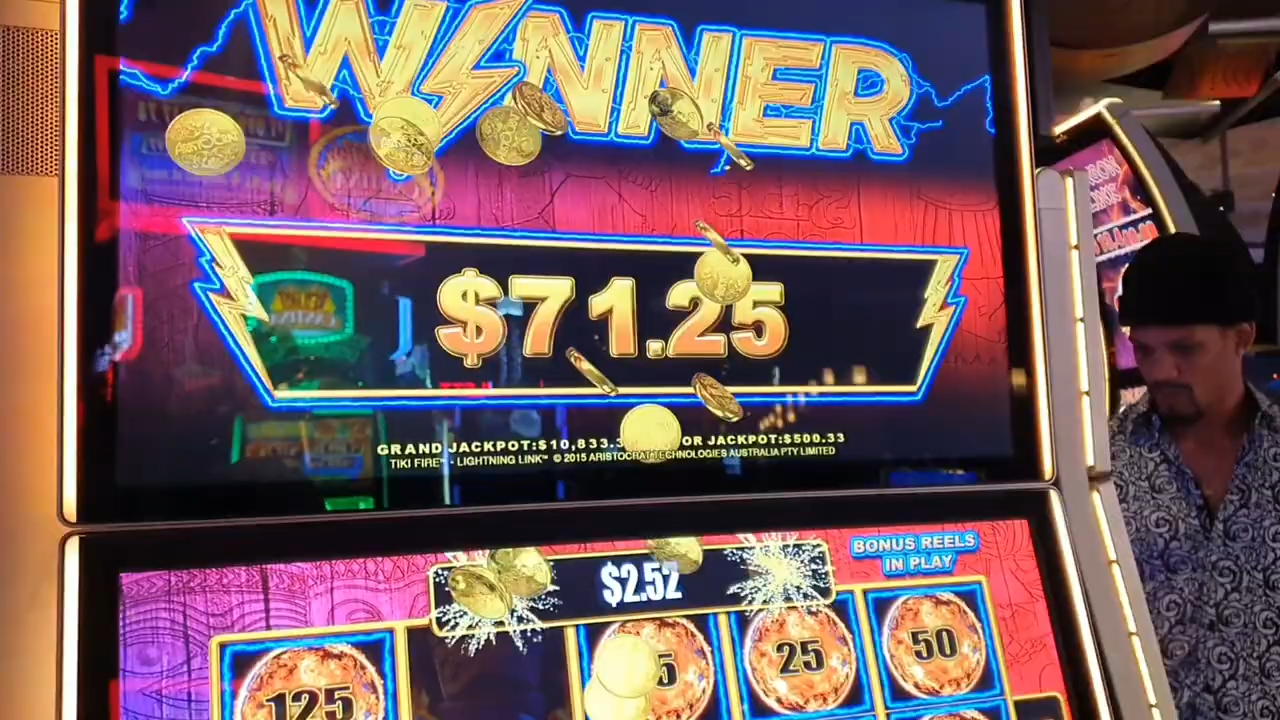 WINNER
$71.25
GRAND JACKPOT:$10,833.3 OR JACKPOT:$500.33
TIKI FIRE™ - LIGHTNING LINK™ © 2015 ARISTOCRAT TECHNOLOGIES AUSTRALIA PTY LIMITED
BONUS REELS
IN PLAY
$2.52
125
5
25
50